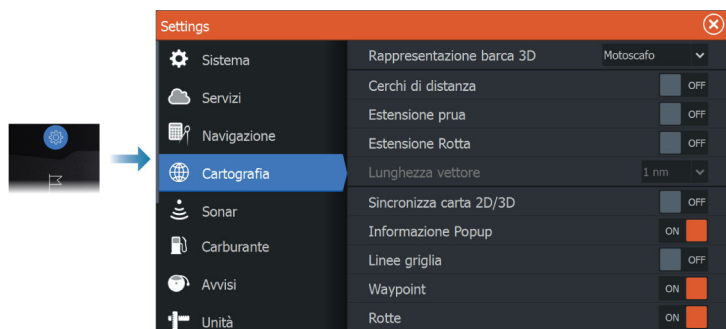 Settings
Sistema
Servizi
Navigazione
Cartografia
Sonar
Carburante
Avvisi
Unità
Rappresentazione barca 3D Motoscafo
Cerchi di distanza OFF
Estensione prua OFF
Estensione Rotta OFF
Lunghezza vettore 1 nm
Sincronizza carta 2D/3D OFF
Informazione Popup ON
Linee griglia OFF
Waypoint ON
Rotte ON